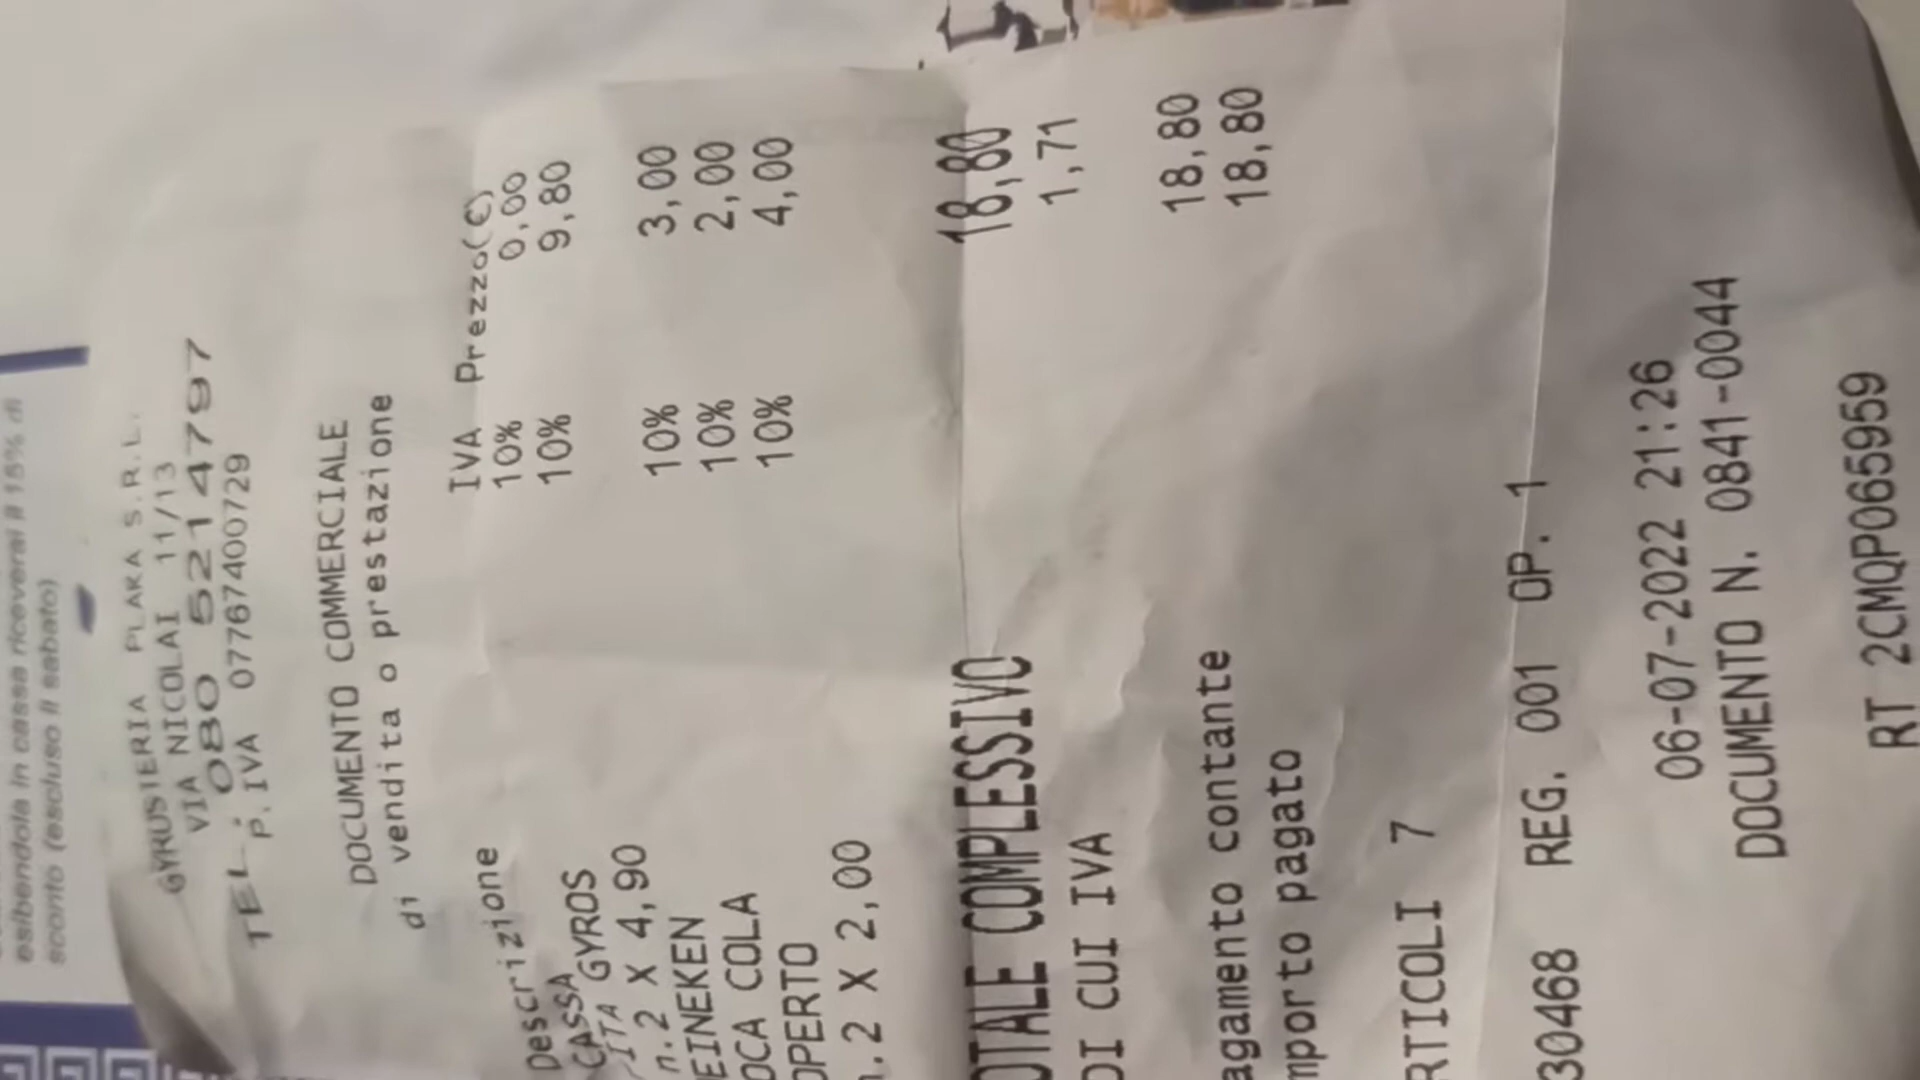 esibendola in cassa riceverai il 15% di
sconto (escluso il sabato)
GYRUSTERIA PLAKA S.R.L.
VIA NICOLAI 11/13
TEL. 080 5214797
P.IVA 07767400729
DOCUMENTO COMMERCIALE
di vendita o prestazione
Descrizione IVA Prezzo(€)
CASSA 10% 0,00
PITA GYROS 10% 9,80
n.2 X 4,90
EINEKEN 10% 3,00
OCA COLA 10% 2,00
OPERTO 10% 4,00
n.2 X 2,00
OTALE COMPLESSIVO 18,80
DI CUI IVA 1,71
agamento contante 18,80
mporto pagato 18,80
RTICOLI 7
30468 REG. 001 OP. 1
06-07-2022 21:26
DOCUMENTO N. 0841-0044
RT 2CMQP065959